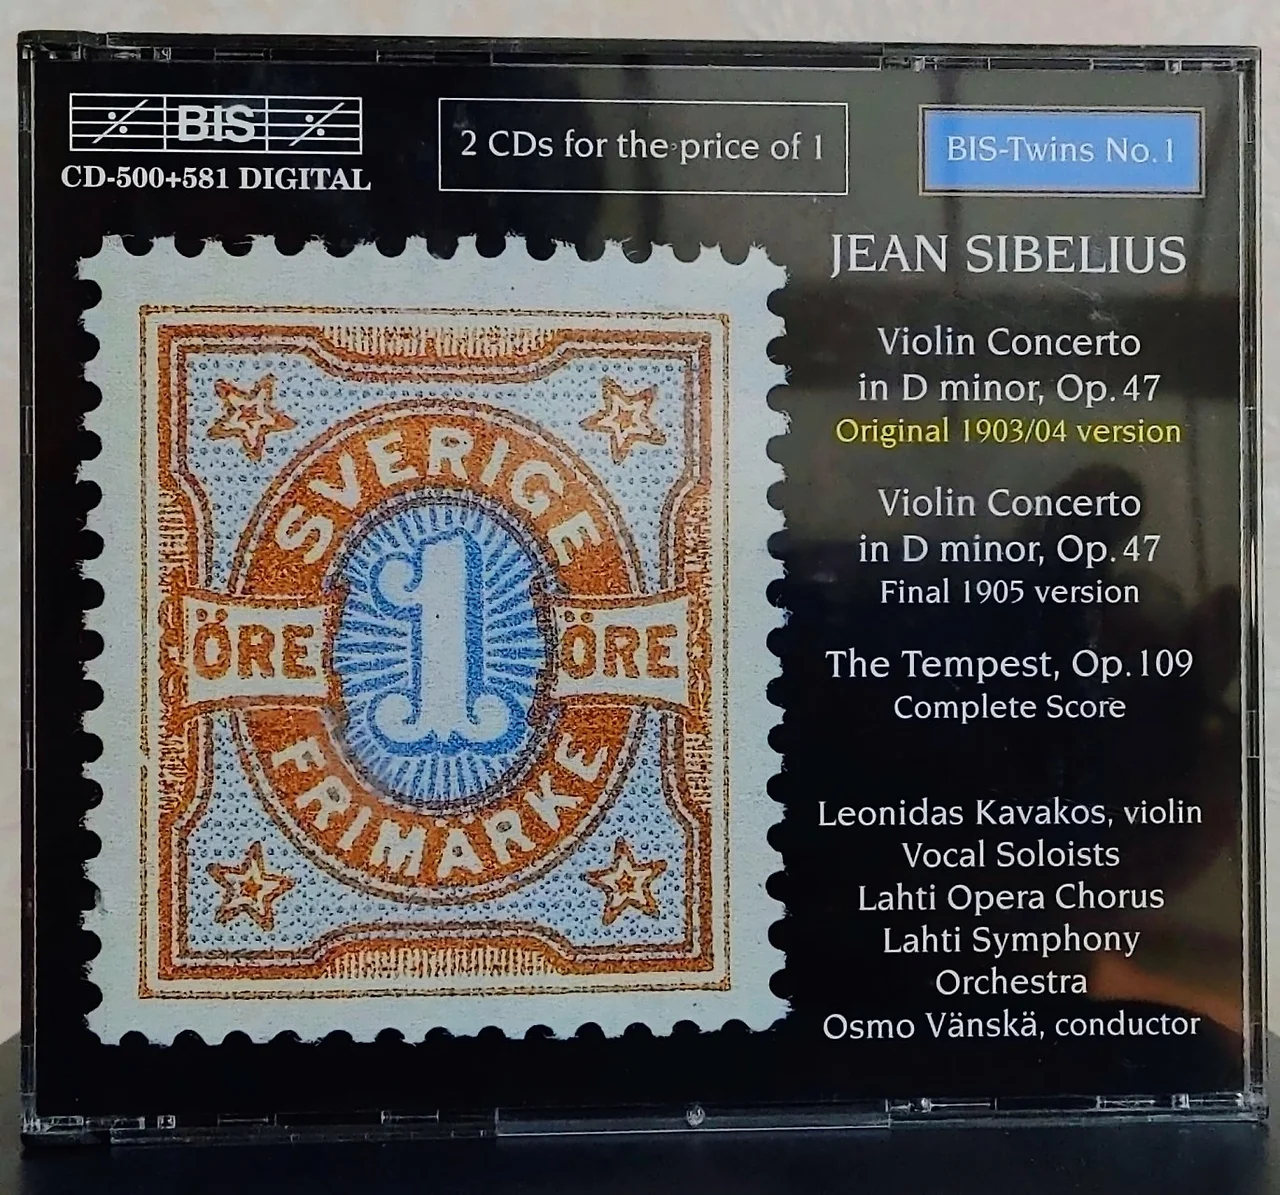 BIS
CD-500+581 DIGITAL
2 CDs for the price of 1
BIS-Twins No. 1
JEAN SIBELIUS
Violin Concerto
in D minor, Op. 47
Original 1903/04 version
Violin Concerto
in D minor, Op. 47
Final 1905 version
The Tempest, Op. 109
Complete Score
Leonidas Kavakos, violin
Vocal Soloists
Lahti Opera Chorus
Lahti Symphony
Orchestra
Osmo Vänskä, conductor
SVERIGE
ÖRE 1 ÖRE
FRIMÄRKE